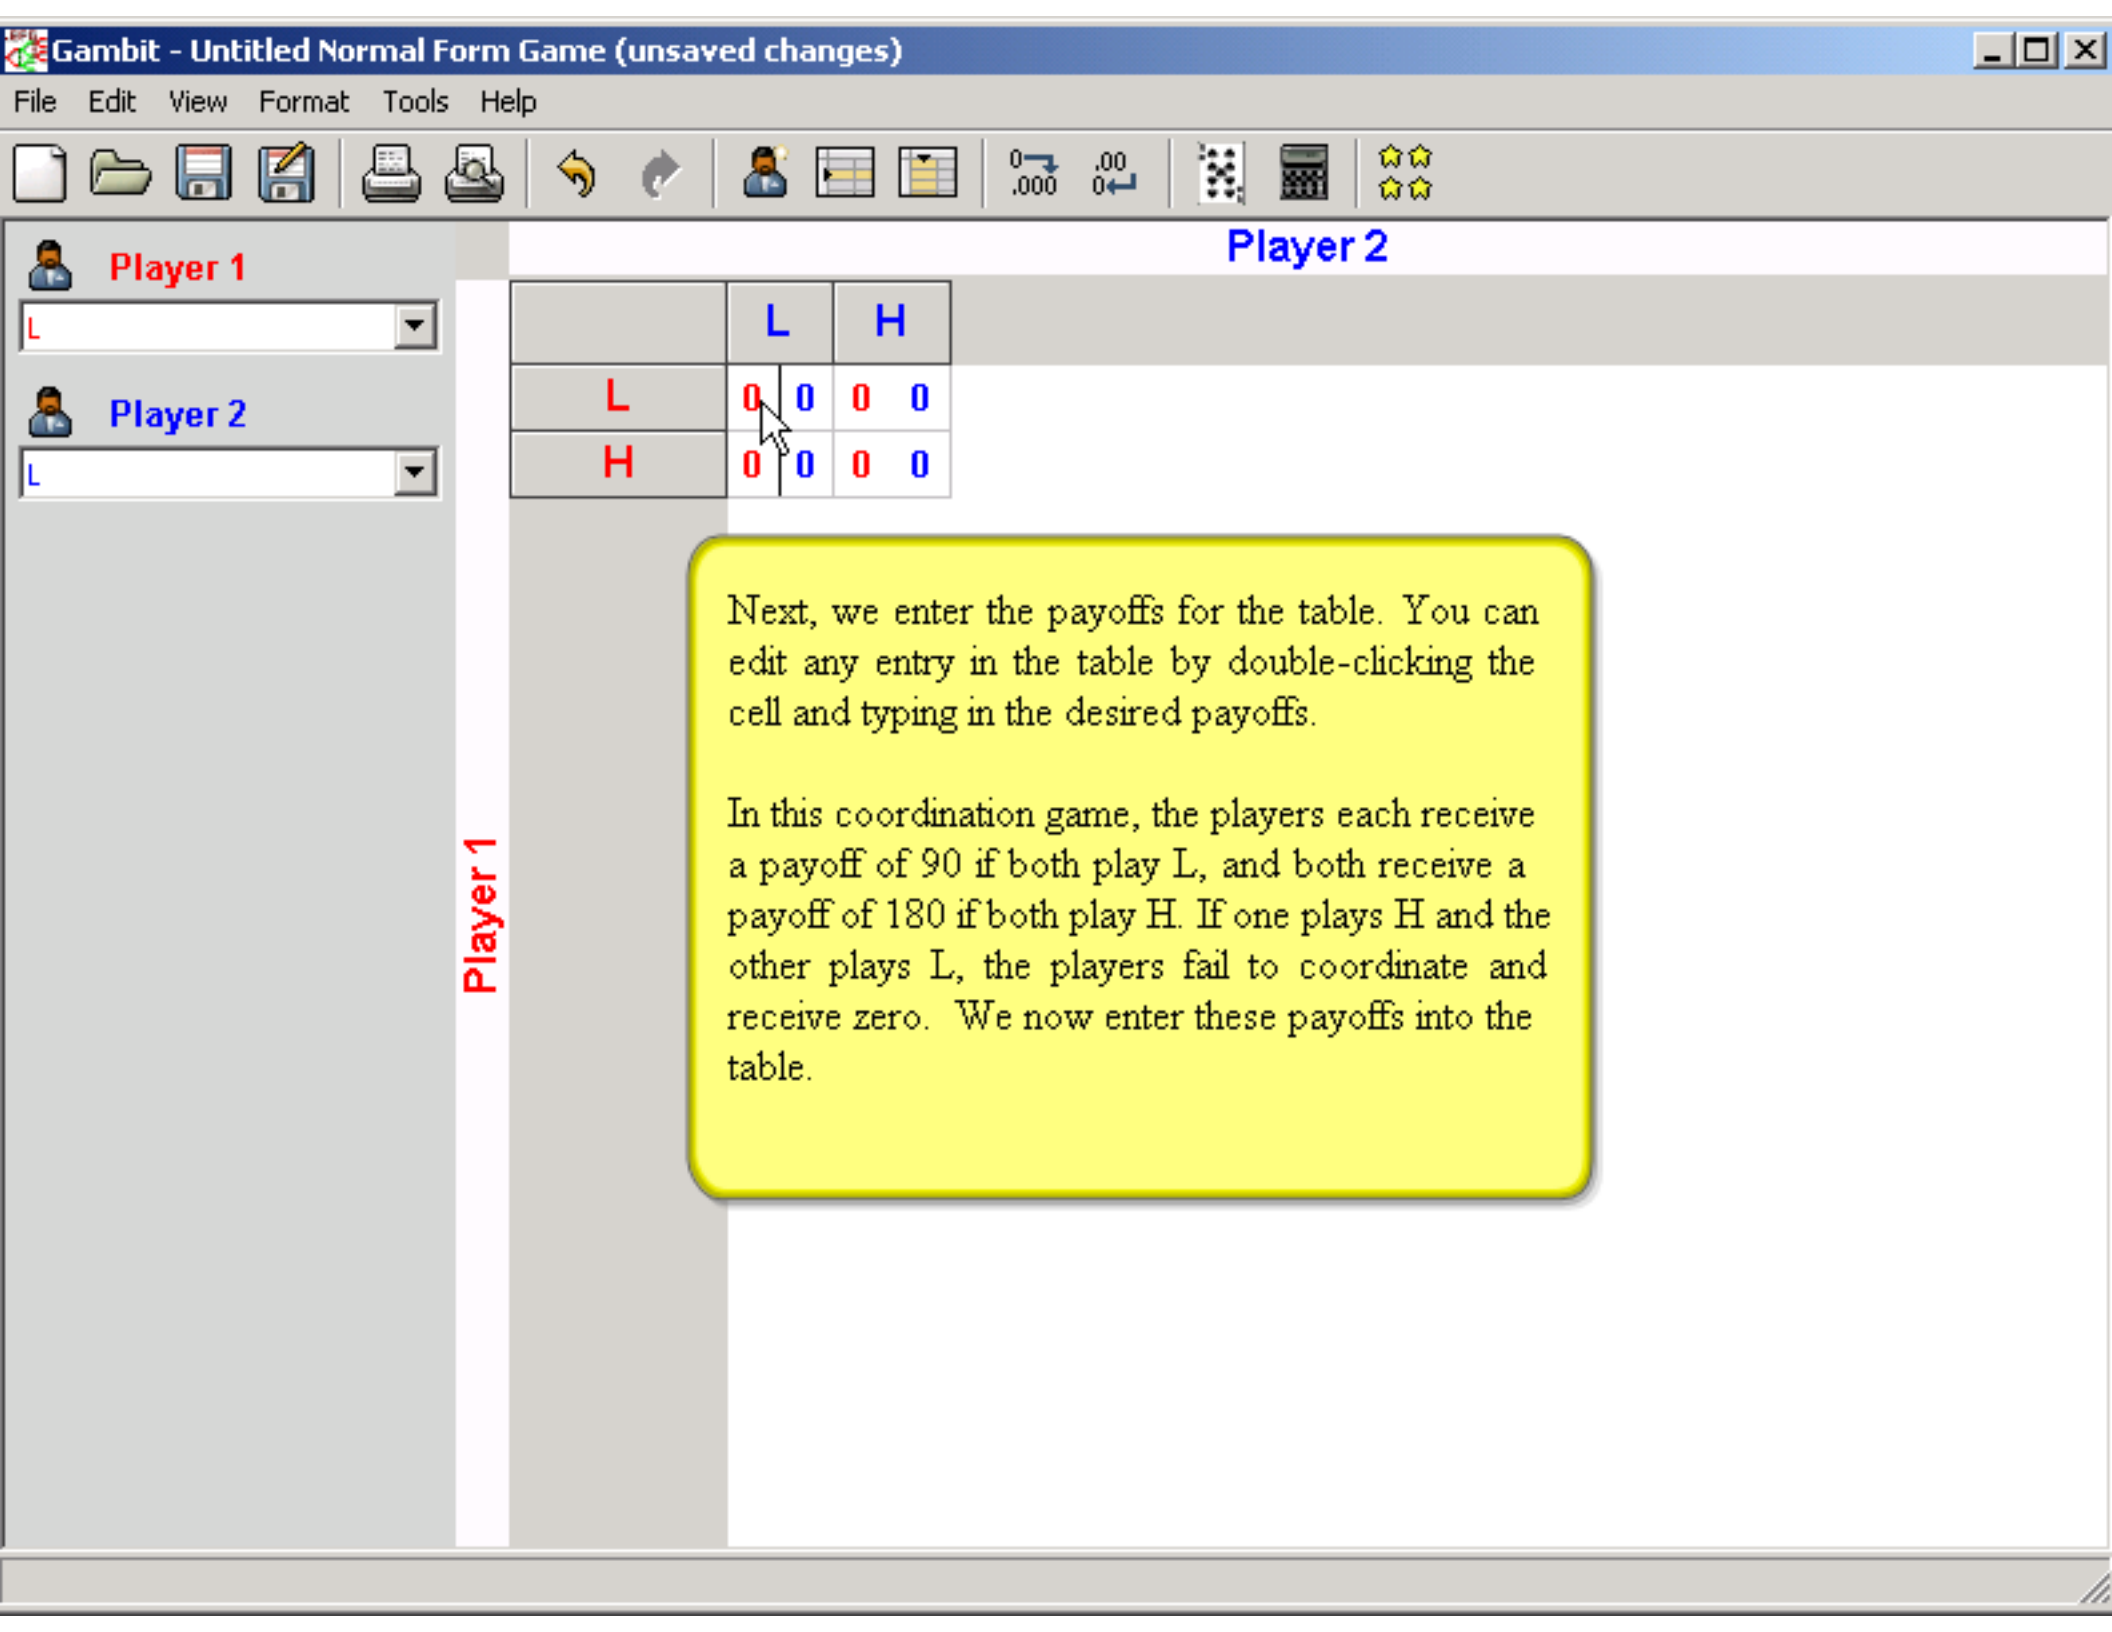 Gambit - Untitled Normal Form Game (unsaved changes)
File Edit View Format Tools Help
0 .000 .00 0
Player 1
L
Player 2
L
Player 2
Player 1
L H
L 0 0 0 0
H 0 0 0 0
Next, we enter the payoffs for the table. You can
edit any entry in the table by double-clicking the
cell and typing in the desired payoffs.
In this coordination game, the players each receive
a payoff of 90 if both play L, and both receive a
payoff of 180 if both play H. If one plays H and the
other plays L, the players fail to coordinate and
receive zero. We now enter these payoffs into the
table.